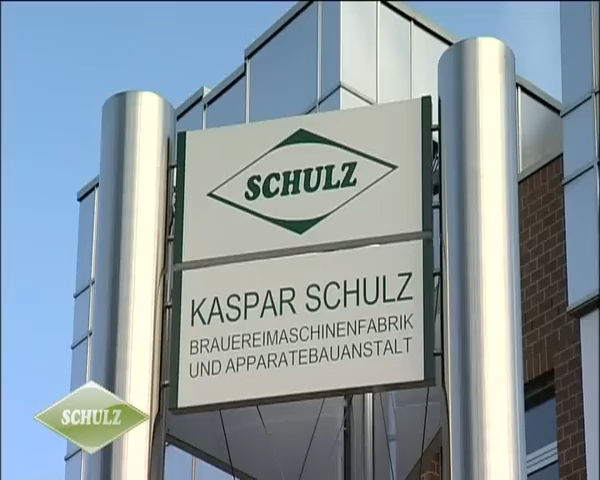 SCHULZ
KASPAR SCHULZ
BRAUEREIMASCHINENFABRIK
UND APPARATEBAUANSTALT
SCHULZ